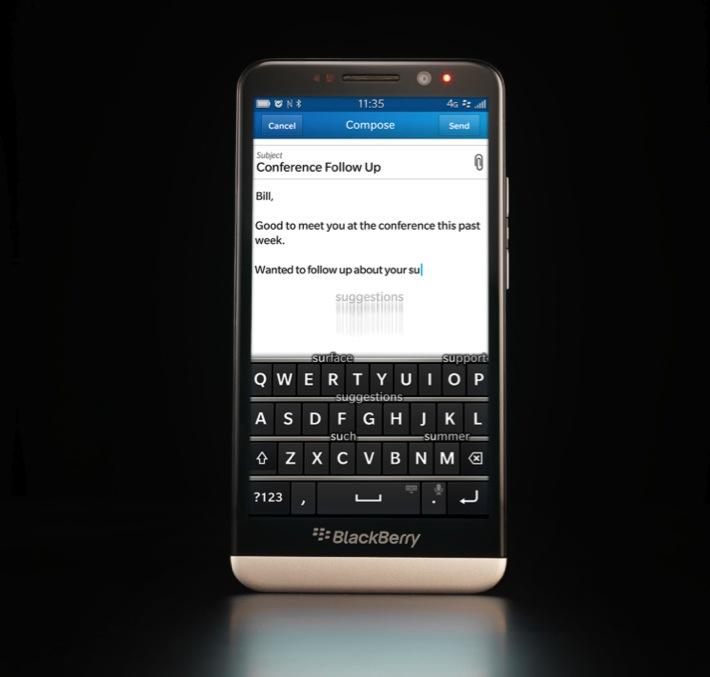 11:35
4G
Cancel
Compose
Send
Subject
Conference Follow Up
Bill,
Good to meet you at the conference this past
week.
Wanted to follow up about your su
suggestions
surface support
Q W E R T Y U I O P
suggestions
A S D F G H J K L
such summer
Z X C V B N M
?123 , .
BlackBerry